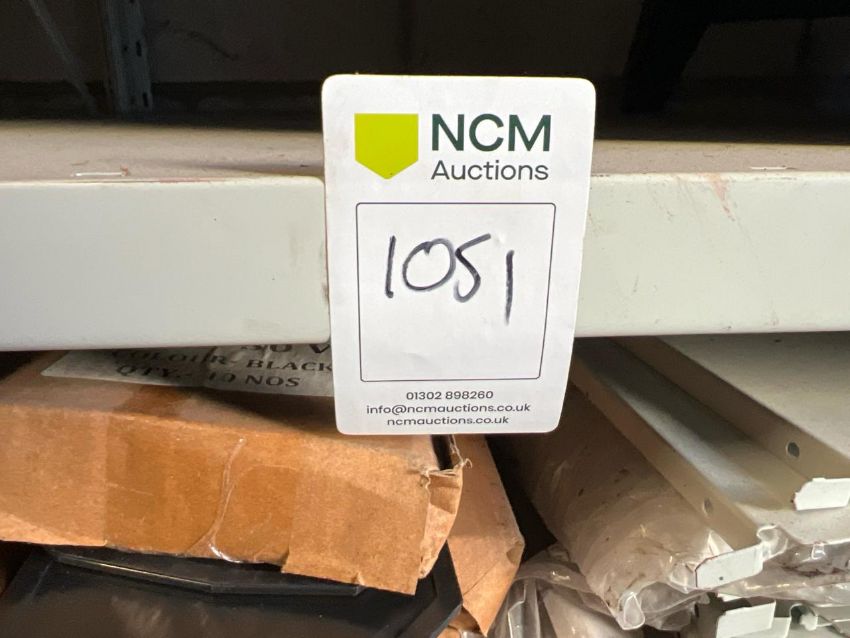 NCM
Auctions
1051
01302 898260
info@ncmauctions.co.uk
ncmauctions.co.uk
COLOUR- BLACK
QTY.- 10 NOS